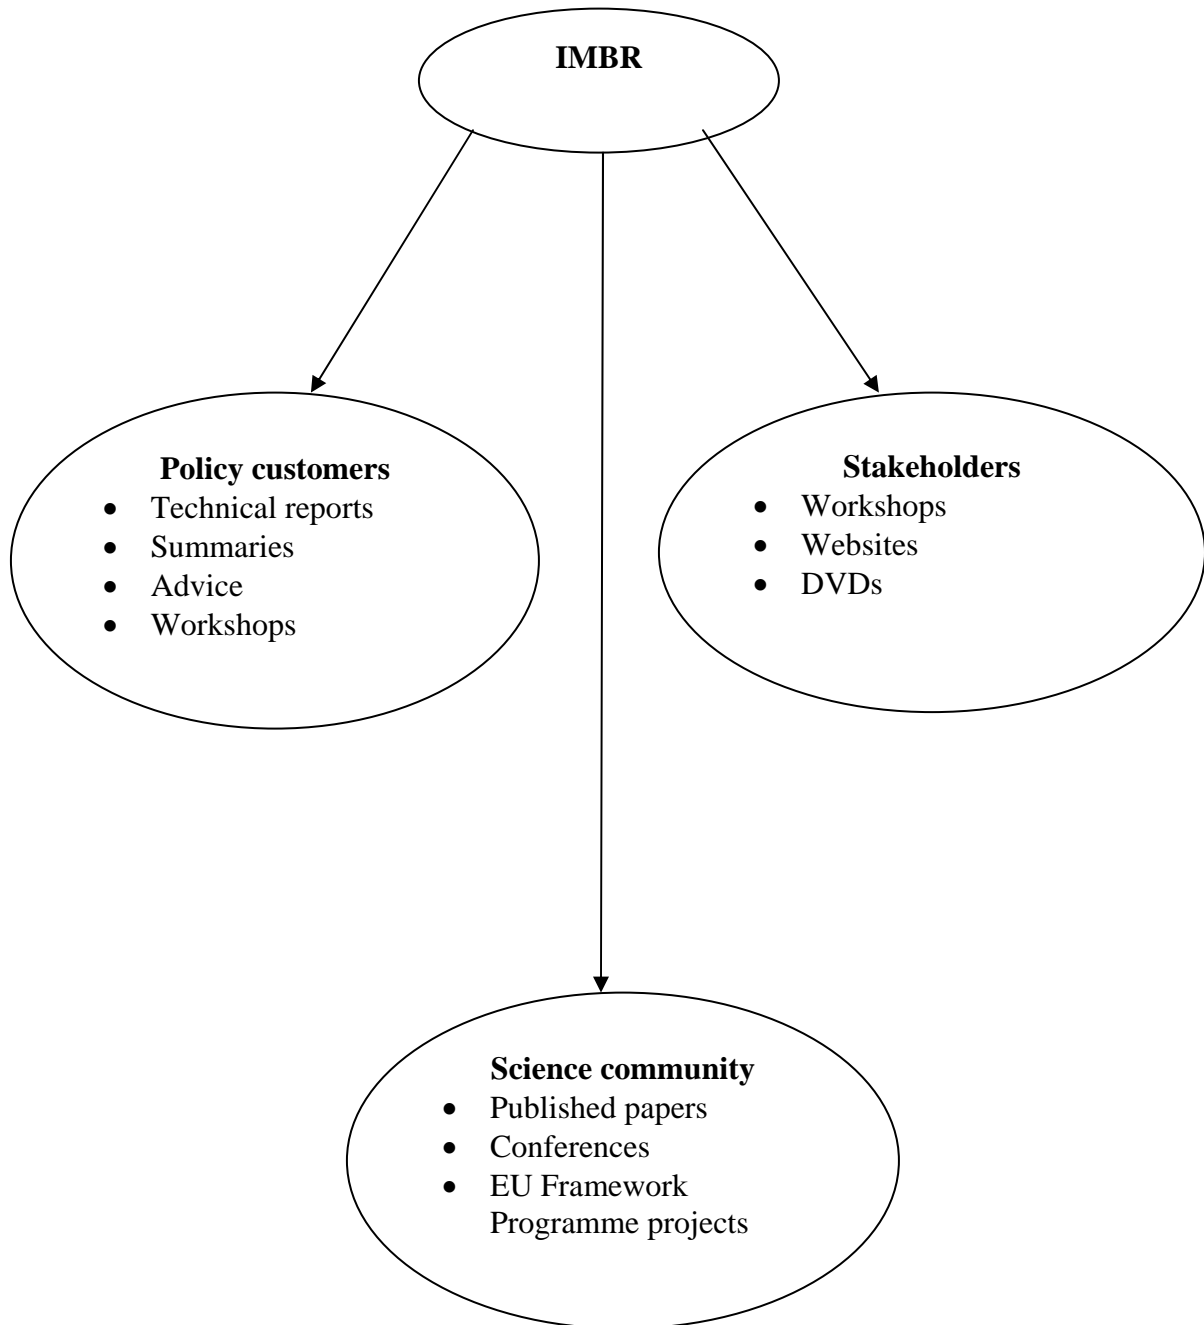 IMBR
Policy customers
• Technical reports
• Summaries
• Advice
• Workshops
Stakeholders
• Workshops
• Websites
• DVDs
Science community
• Published papers
• Conferences
• EU Framework
Programme projects